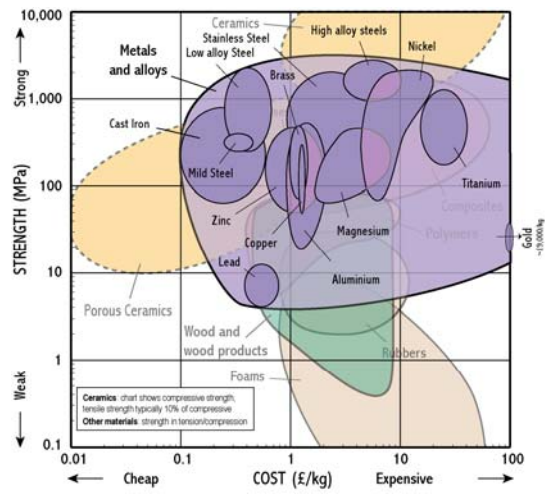 10,000
Ceramics
High alloy steels
Stainless Steel
Low alloy Steel
Nickel
Metals
and alloys
Brass
Strong
1,000
Cast Iron
Mild Steel
STRENGTH (MPa)
100
Titanium
Composites
Zinc
Magnesium
Copper
Polymers
Gold
~19,000/kg
Lead
Aluminium
10
Porous Ceramics
Wood and
wood products
Rubbers
1
Foams
Weak
Ceramics chart shows compressive strength,
tensile strength typically 10% of compressive
Other materials strength in tension/compression
0.1
0.01
0.1
1
10
100
Cheap
COST (£/kg)
Expensive